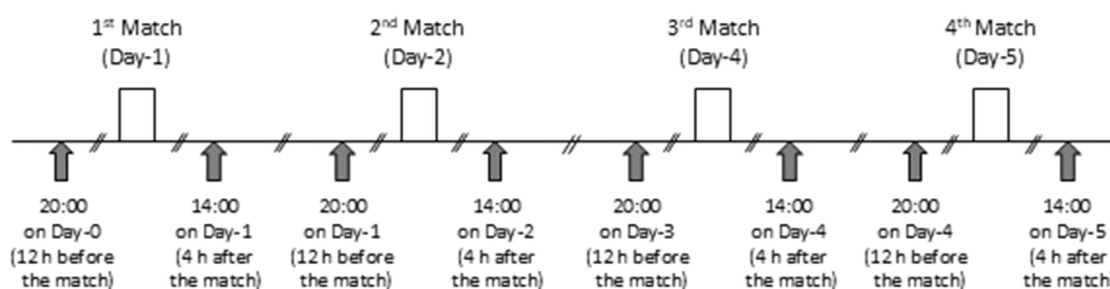 1st Match
(Day-1)
2nd Match
(Day-2)
3rd Match
(Day-4)
4th Match
(Day-5)
20:00
on Day-0
(12 h before
the match)
14:00
on Day-1
(4 h after
the match)
20:00
on Day-1
(12 h before
the match)
14:00
on Day-2
(4 h after
the match)
20:00
on Day-3
(12 h before
the match)
14:00
on Day-4
(4 h after
the match)
20:00
on Day-4
(12 h before
the match)
14:00
on Day-5
(4 h after
the match